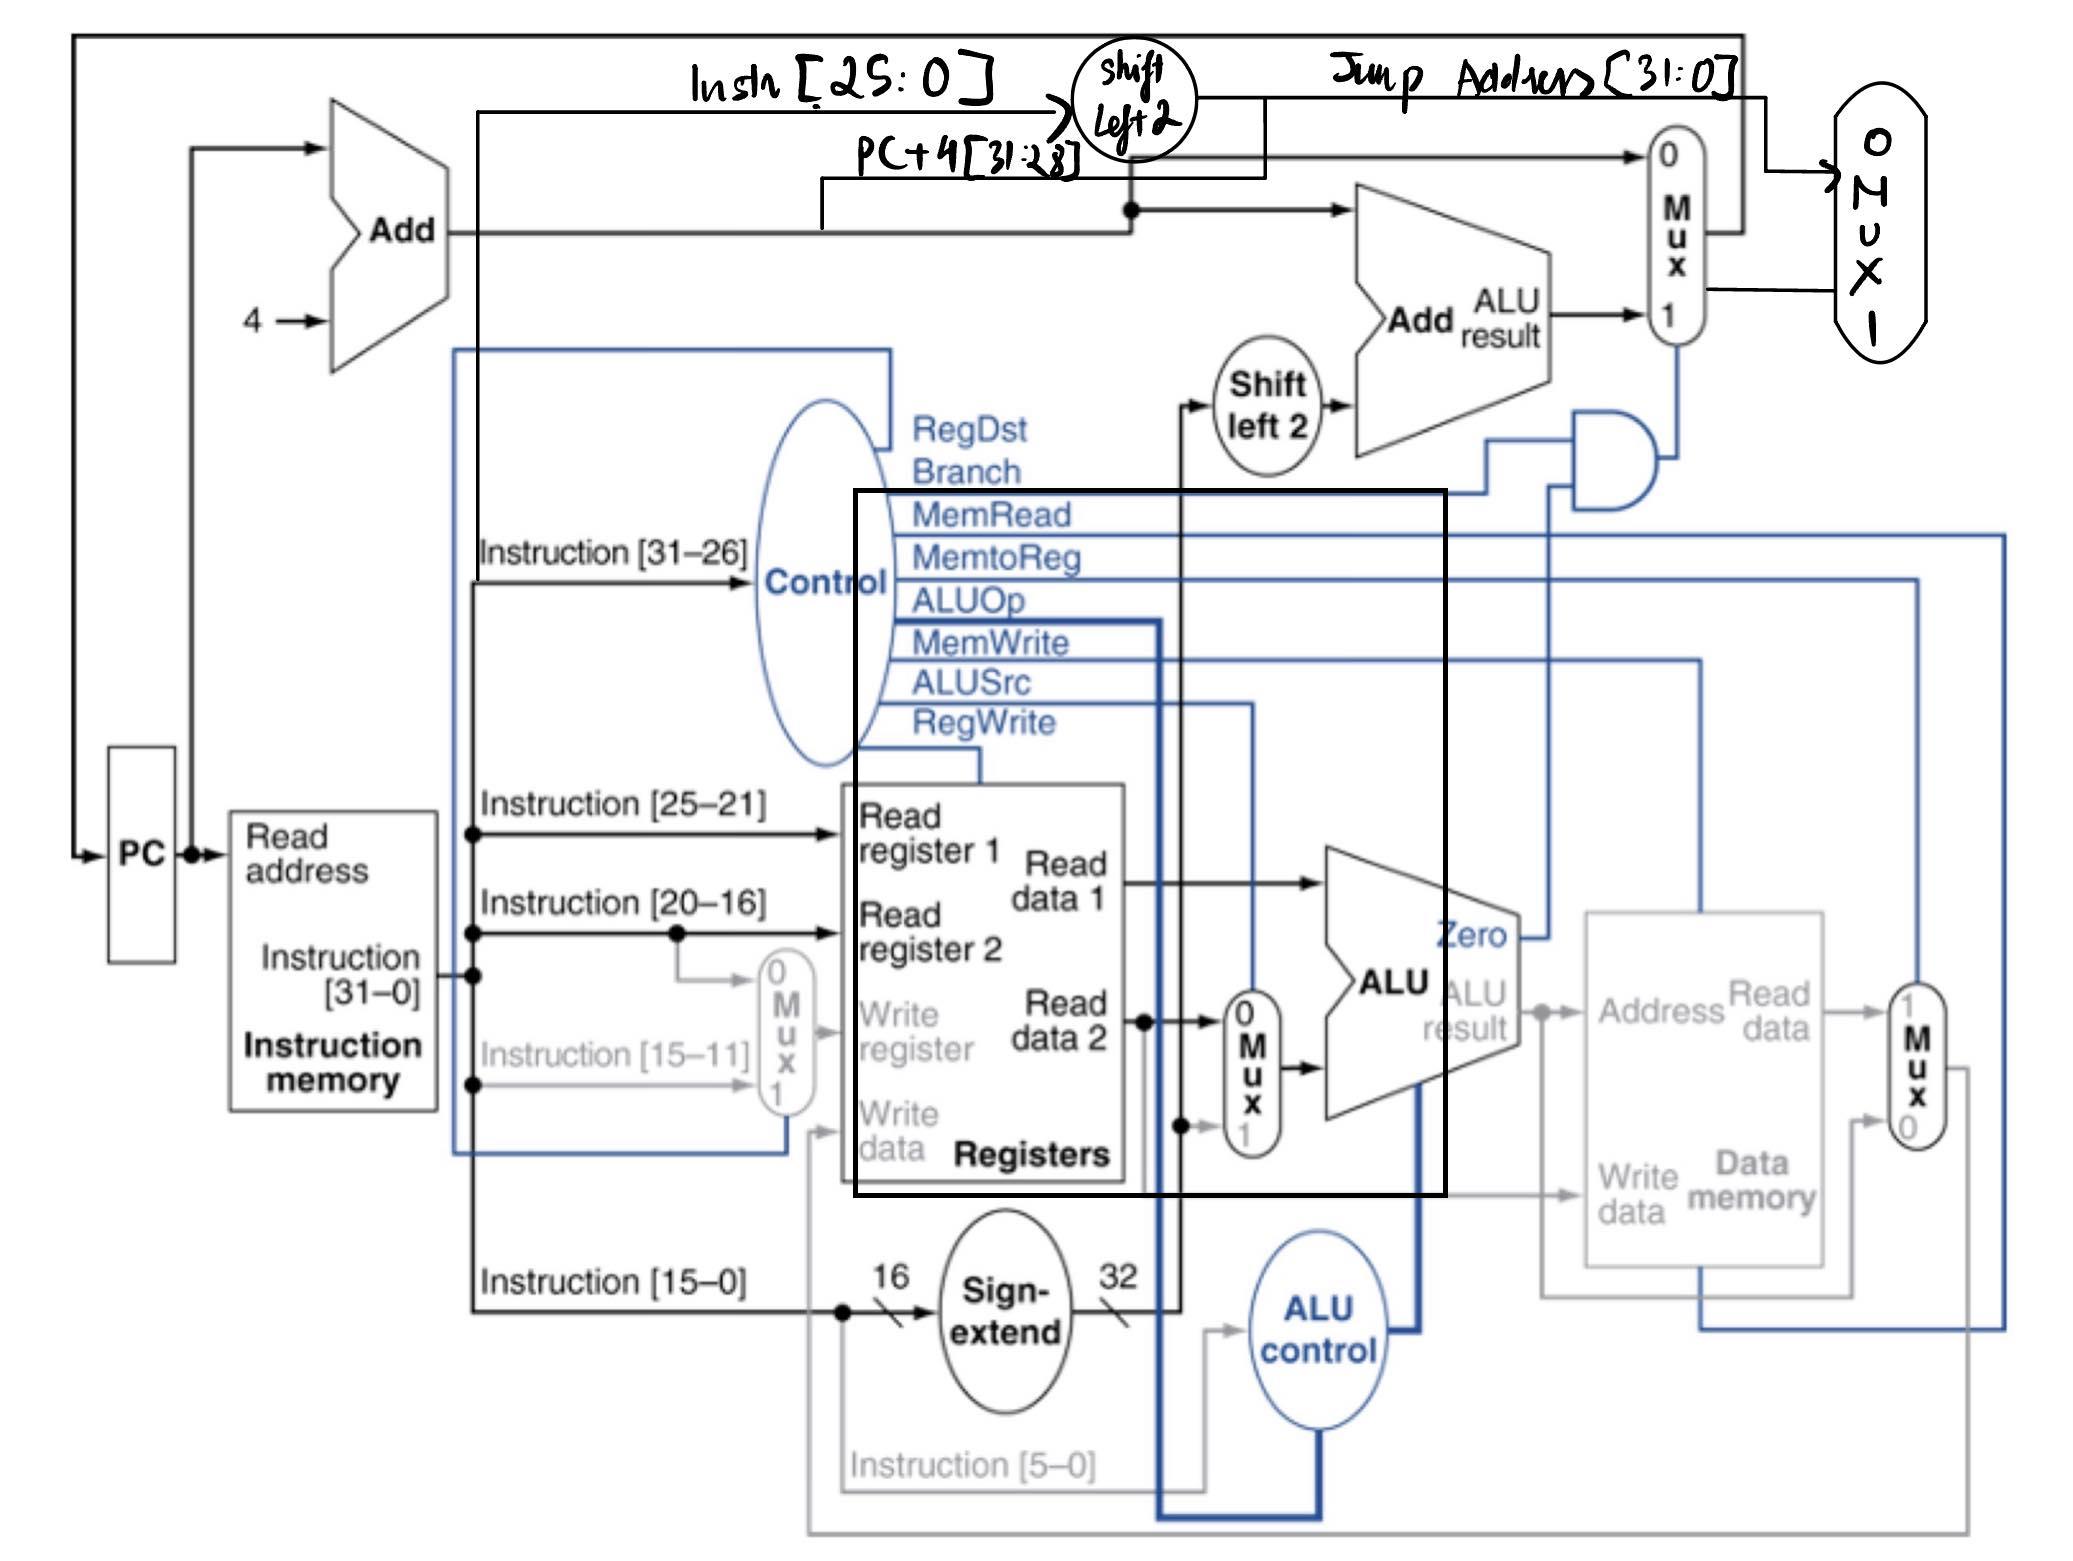 Instr [25:0]
Shift
Left 2
Jump Address [31:0]
PC+4[31:28]
0
M
u
x
1
0
M
U
X
1
Add
4
Add
ALU
result
Shift
left 2
RegDst
Branch
MemRead
MemtoReg
ALUOp
MemWrite
ALUSrc
RegWrite
Instruction [31–26]
Control
PC
Read
address
Instruction
[31–0]
Instruction
memory
Instruction [25–21]
Instruction [20–16]
Instruction [15–11]
0
M
u
x
1
Read
register 1
Read
register 2
Write
register
Write
data
Read
data 1
Read
data 2
Registers
0
M
u
x
1
Zero
ALU
ALU
result
Address
Read
data
Write
data
Data
memory
1
M
u
x
0
Instruction [15–0]
16
Sign-
extend
32
ALU
control
Instruction [5–0]